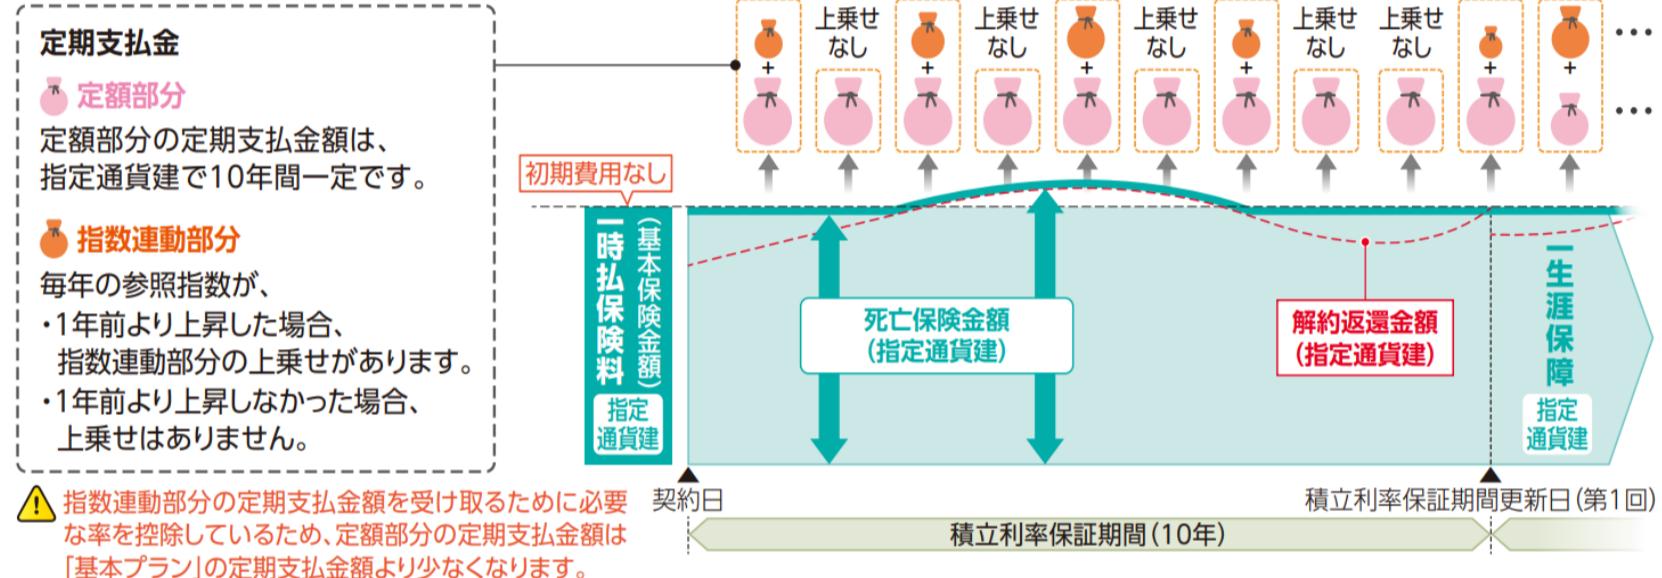 定期支払金
定額部分
定額部分の定期支払金額は、
指定通貨建で10年間一定です。
指数連動部分
毎年の参照指数が、
・1年前より上昇した場合、
指数連動部分の上乗せがあります。
・1年前より上昇しなかった場合、
上乗せはありません。
指数連動部分の定期支払金額を受け取るために必要
な率を控除しているため、定額部分の定期支払金額は
「基本プラン」の定期支払金額より少なくなります。
+
上乗せ
なし
+
上乗せ
なし
+
上乗せ
なし
+
上乗せ
なし
上乗せ
なし
+
+
…
…
初期費用なし
一時払保険料
(基本保険金額)
指定
通貨建
死亡保険金額
(指定通貨建)
解約返還金額
(指定通貨建)
一生涯保障
指定
通貨建
契約日
積立利率保証期間更新日(第1回)
積立利率保証期間(10年)